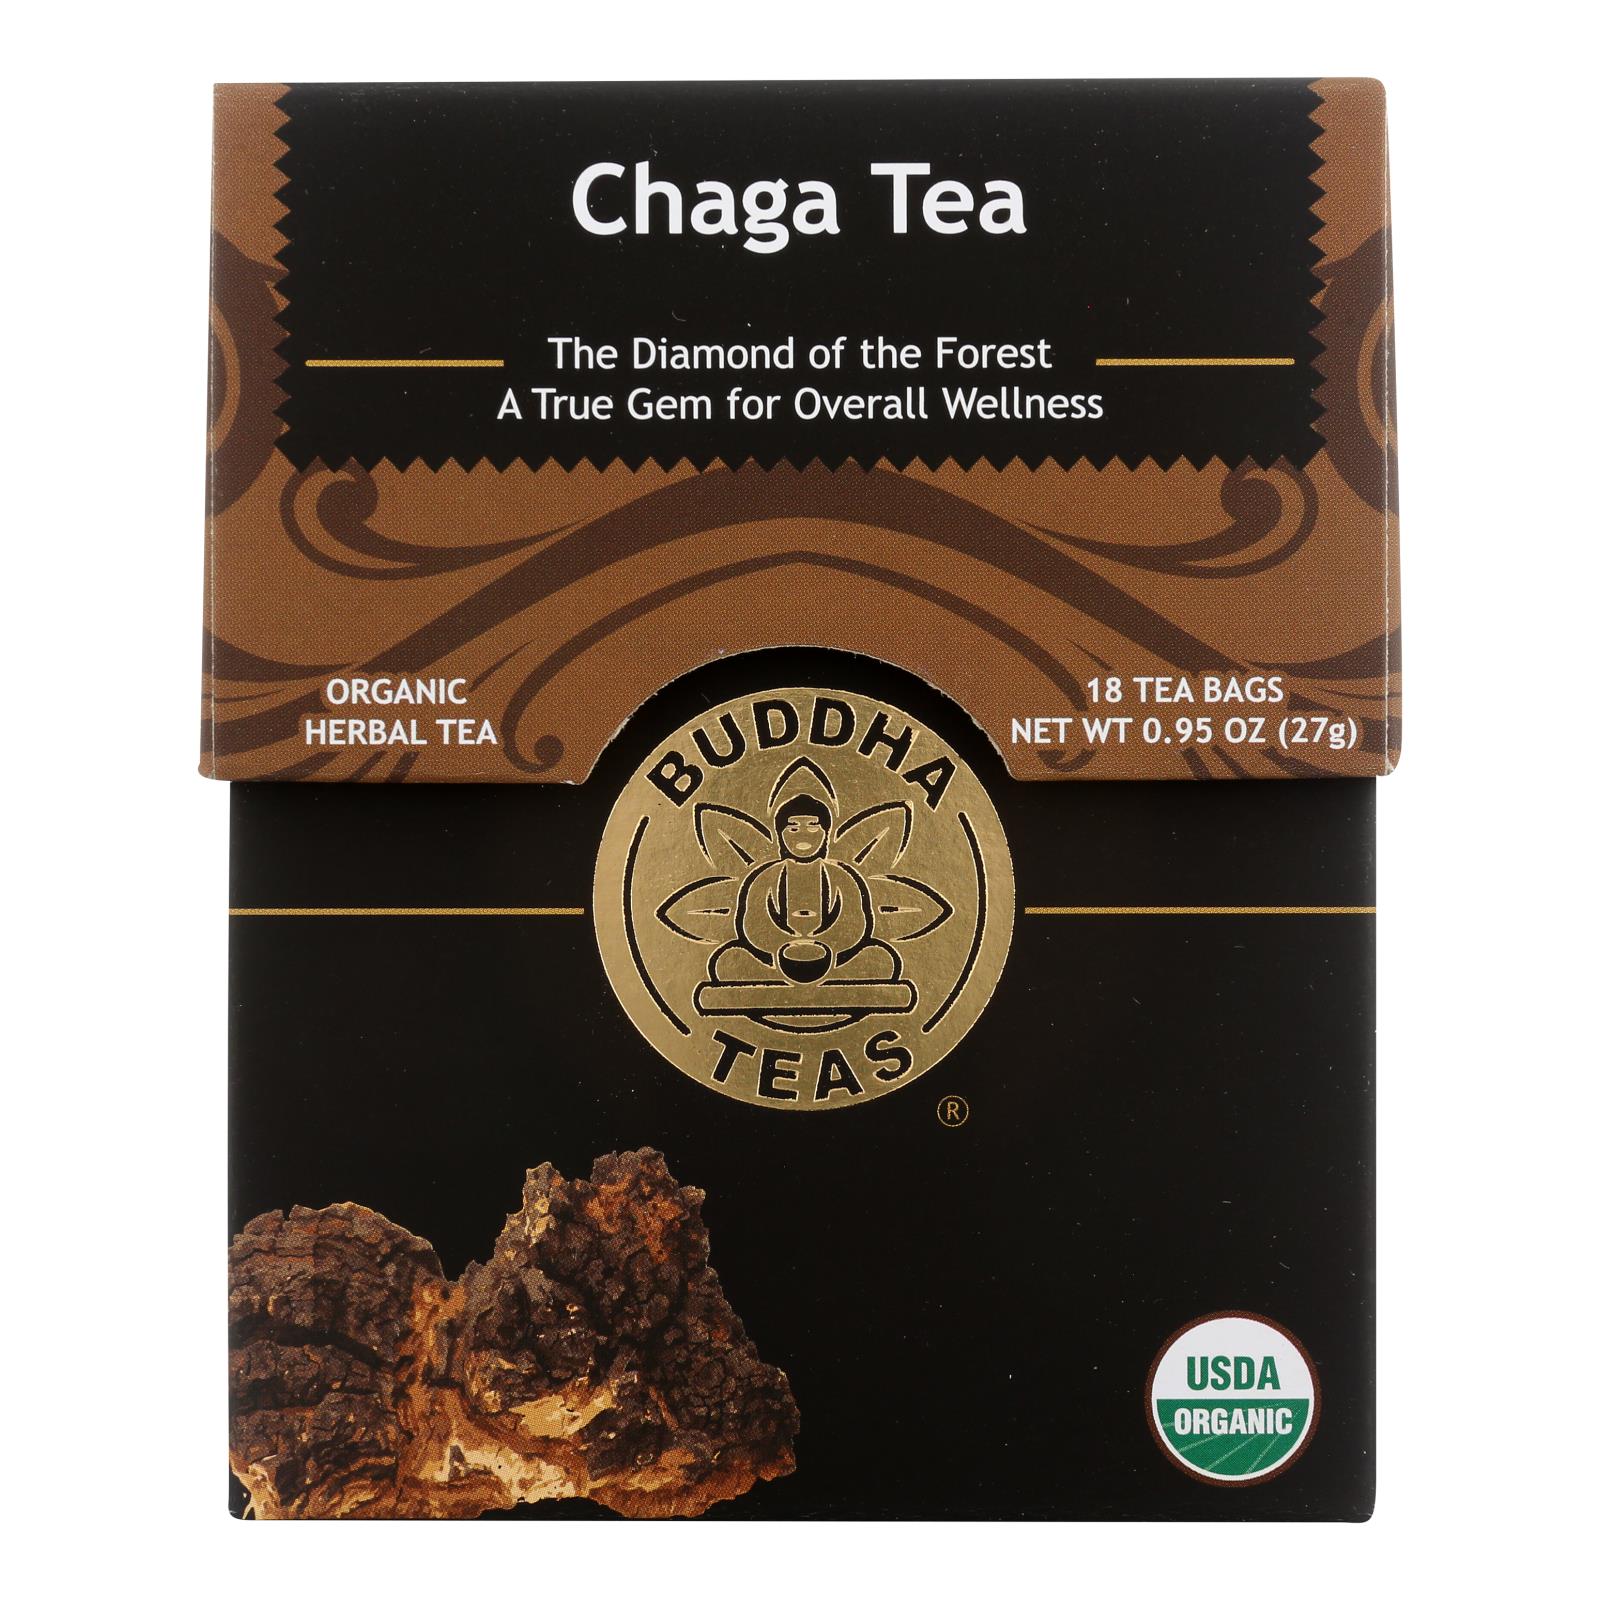 Chaga Tea
The Diamond of the Forest
A True Gem for Overall Wellness
ORGANIC
HERBAL TEA
18 TEA BAGS
NET WT 0.95 OZ (27g)
BUDDHA
TEAS
®
USDA
ORGANIC